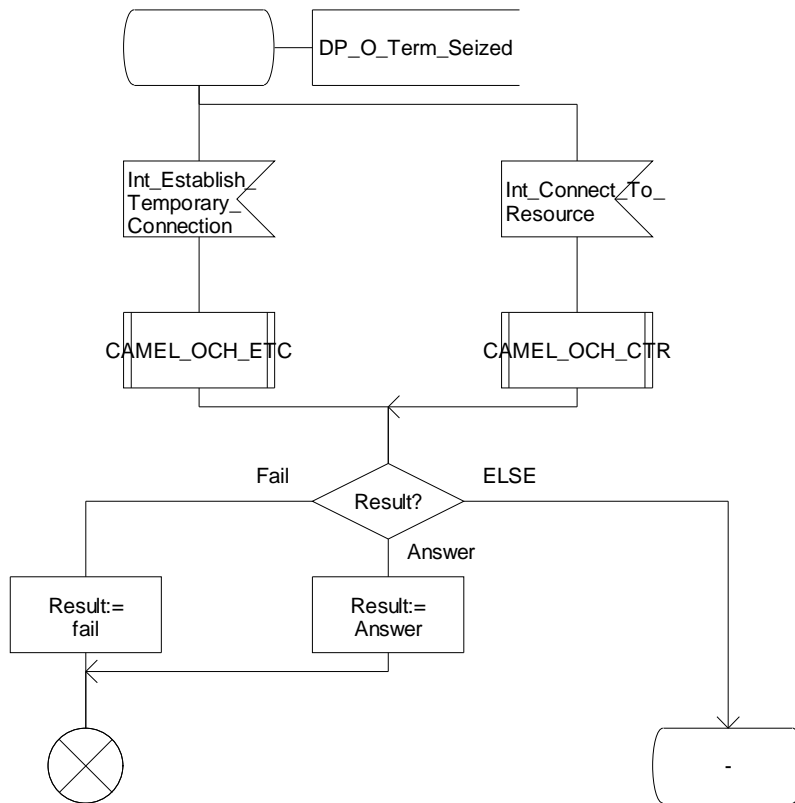 DP_O_Term_Seized
Int_Establish_
Temporary_
Connection
Int_Connect_To_
Resource
CAMEL_OCH_ETC
CAMEL_OCH_CTR
Fail
ELSE
Result?
Answer
Result:=
fail
Result:=
Answer
-